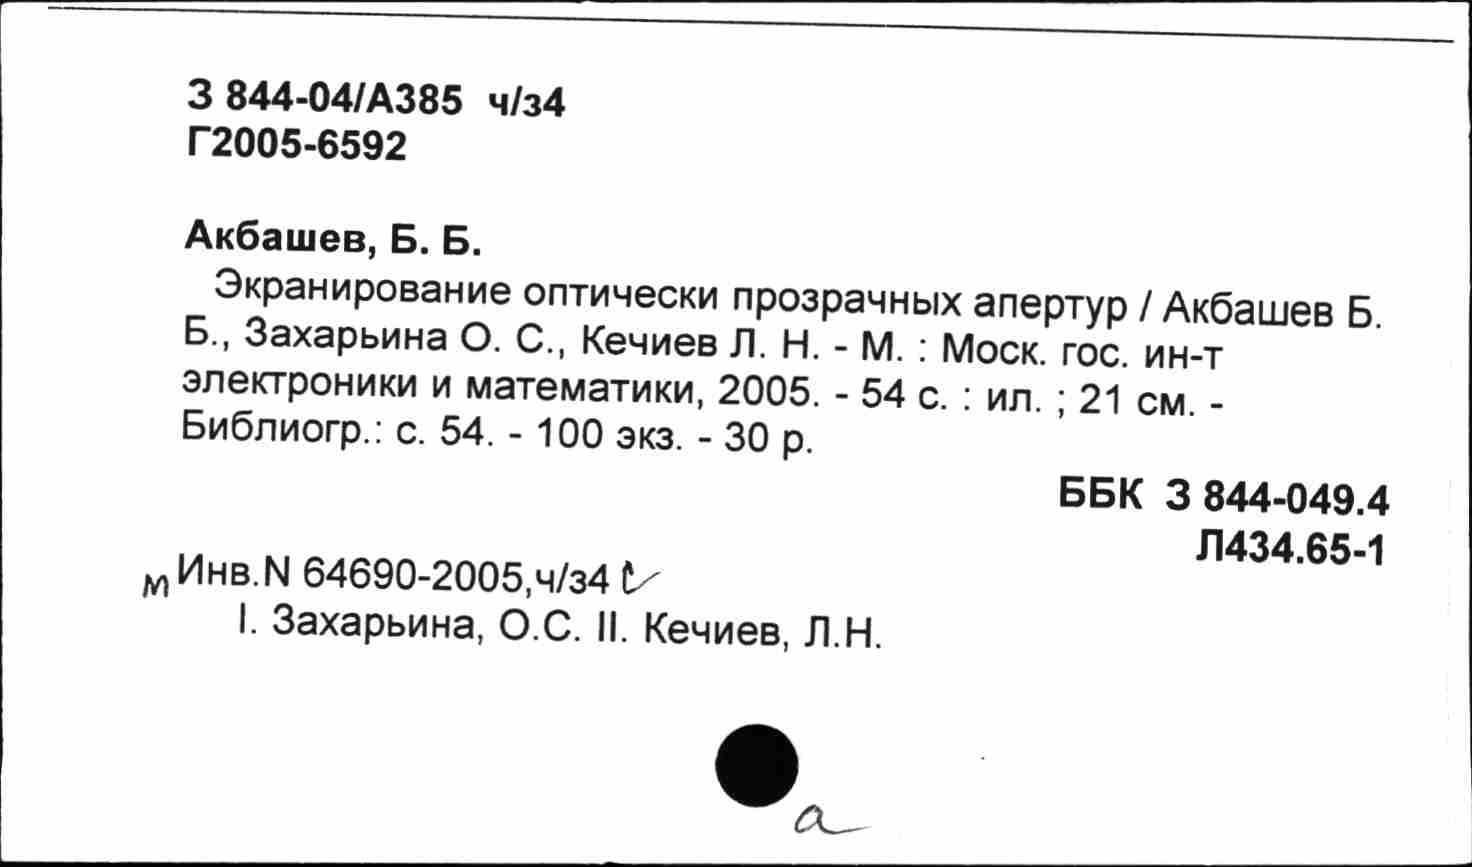 З 844-04/А385 ч/з4
Г2005-6592
Акбашев, Б. Б.
Экранирование оптически прозрачных апертур / Акбашев Б.
Б., Захарьина О. С., Кечиев Л. Н. - М. : Моск. гос. ин-т
электроники и математики, 2005. - 54 с. : ил. ; 21 см. -
Библиогр.: с. 54. - 100 экз. - 30 р.
ББК З 844-049.4
Л434.65-1
м Инв.N 64690-2005,ч/з4
I. Захарьина, О.С. II. Кечиев, Л.Н.
а